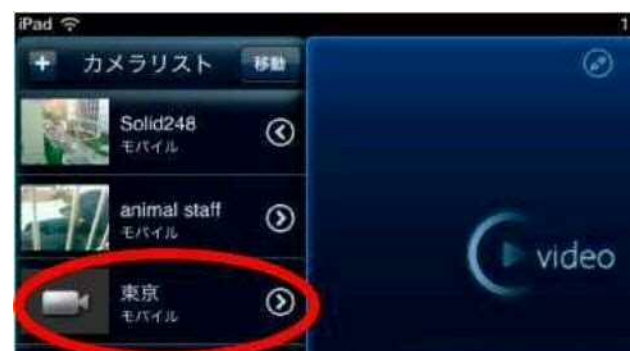 iPad
1
カメラリスト 移動
Solid248
モバイル
animal staff
モバイル
東京
モバイル
video